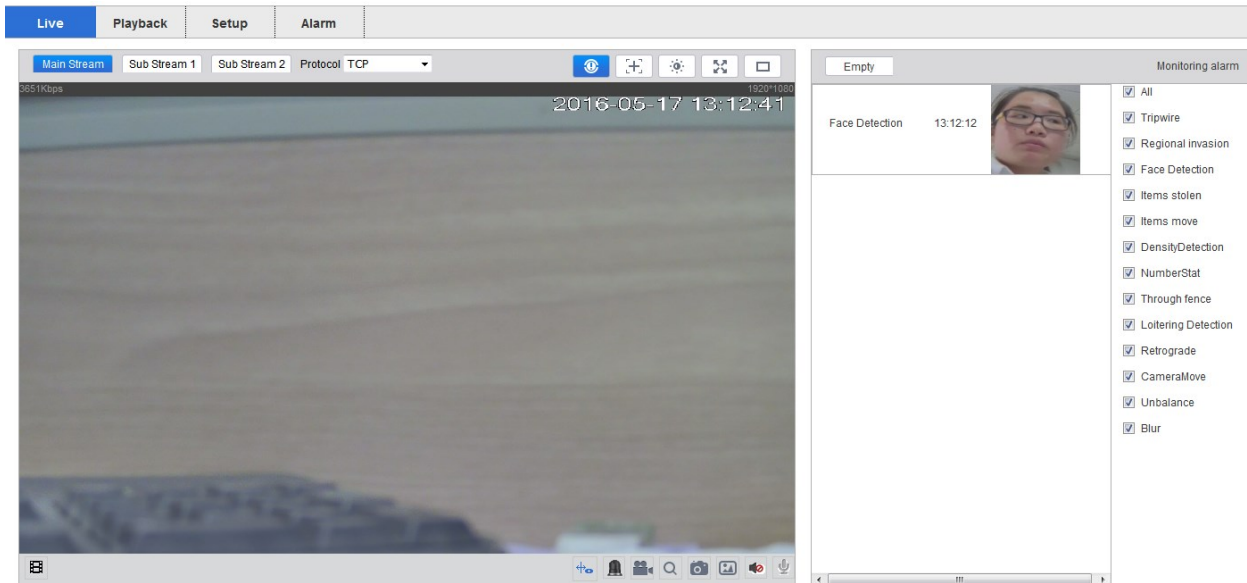 Live Playback Setup Alarm
Main Stream Sub Stream 1 Sub Stream 2 Protocol TCP
3651Kbps 1920*1080
2016-05-17 13:12:41
Empty Monitoring alarm
Face Detection 13:12:12
All
Tripwire
Regional invasion
Face Detection
Items stolen
Items move
DensityDetection
NumberStat
Through fence
Loitering Detection
Retrograde
CameraMove
Unbalance
Blur